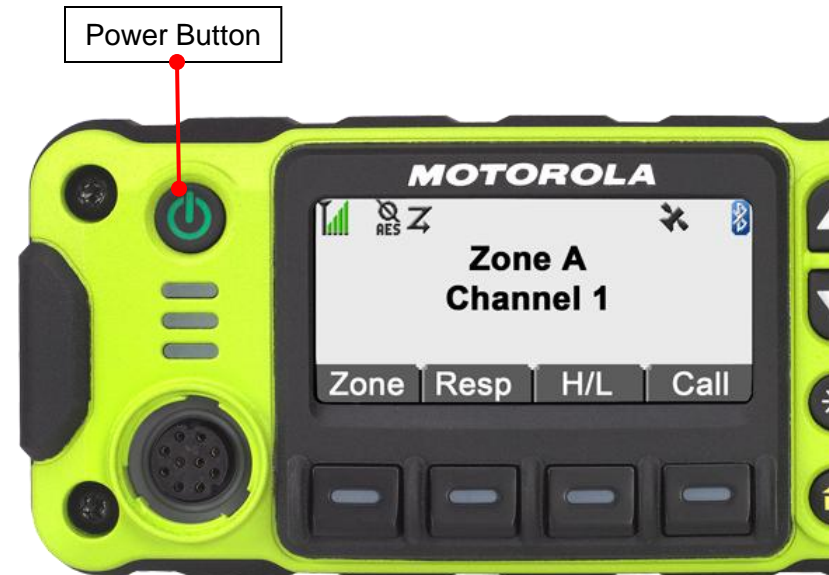 Power Button
MOTOROLA
AES
Zone A
Channel 1
Zone Resp H/L Call